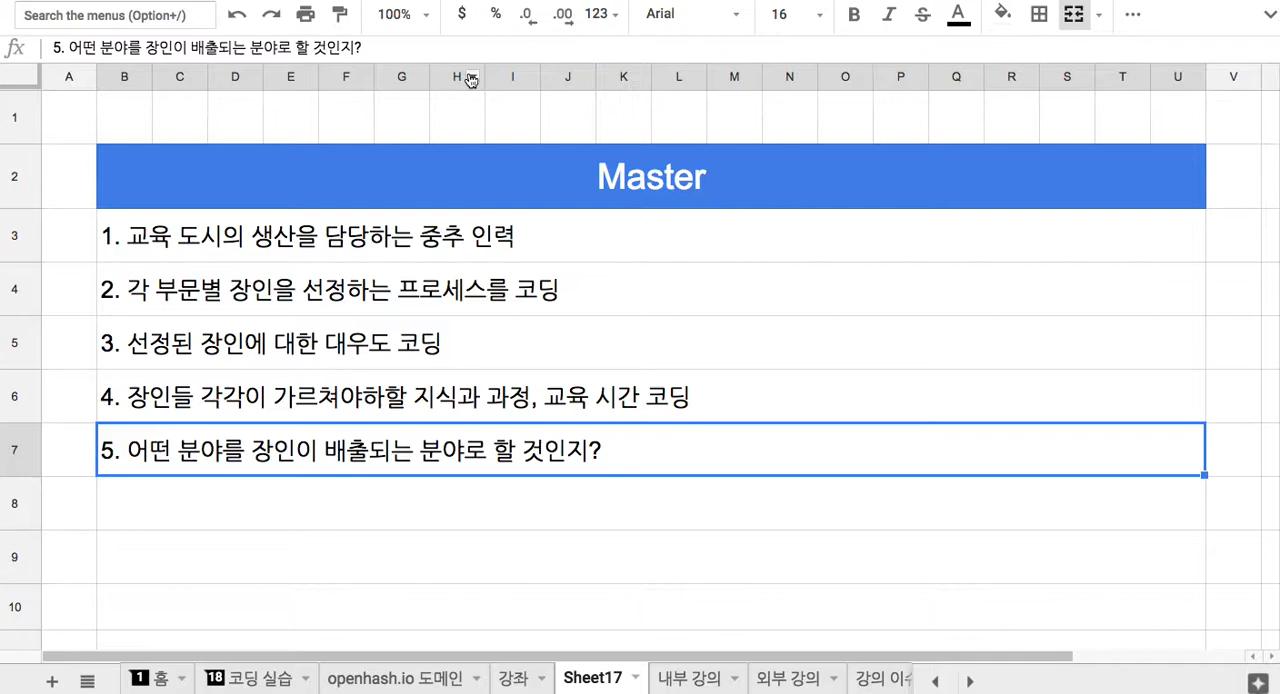 Search the menus (Option+/) 100% $ % .0 .00 123 Arial 16 B I S A
fx 5. 어떤 분야를 장인이 배출되는 분야로 할 것인지?
A B C D E F G H I J K L M N O P Q R S T U V
1
2 Master
3 1. 교육 도시의 생산을 담당하는 중추 인력
4 2. 각 부문별 장인을 선정하는 프로세스를 코딩
5 3. 선정된 장인에 대한 대우도 코딩
6 4. 장인들 각각이 가르쳐야하할 지식과 과정, 교육 시간 코딩
7 5. 어떤 분야를 장인이 배출되는 분야로 할 것인지?
8
9
10
1 홈 18 코딩 실습 openhash.io 도메인 강좌 Sheet17 내부 강의 외부 강의 강의 이